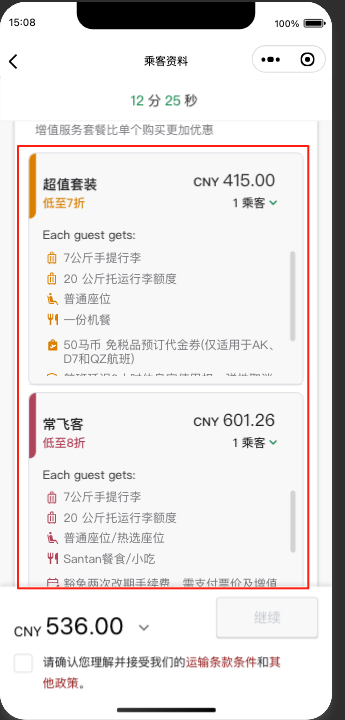 15:08
100%
乘客资料
12 分 25 秒
增值服务套餐比单个购买更加优惠
超值套装
CNY 415.00
低至7折
1 乘客
Each guest gets:
7公斤手提行李
20 公斤托运行李额度
普通座位
一份机餐
50马币 免税品预订代金券(仅适用于AK、
D7和QZ航班)
常飞客
CNY 601.26
低至8折
1 乘客
Each guest gets:
7公斤手提行李
20 公斤托运行李额度
普通座位/热选座位
Santan餐食/小吃
豁免两次改期手续费，需支付票价及增值
CNY 536.00
继续
请确认您理解并接受我们的运输条款条件和其
他政策。